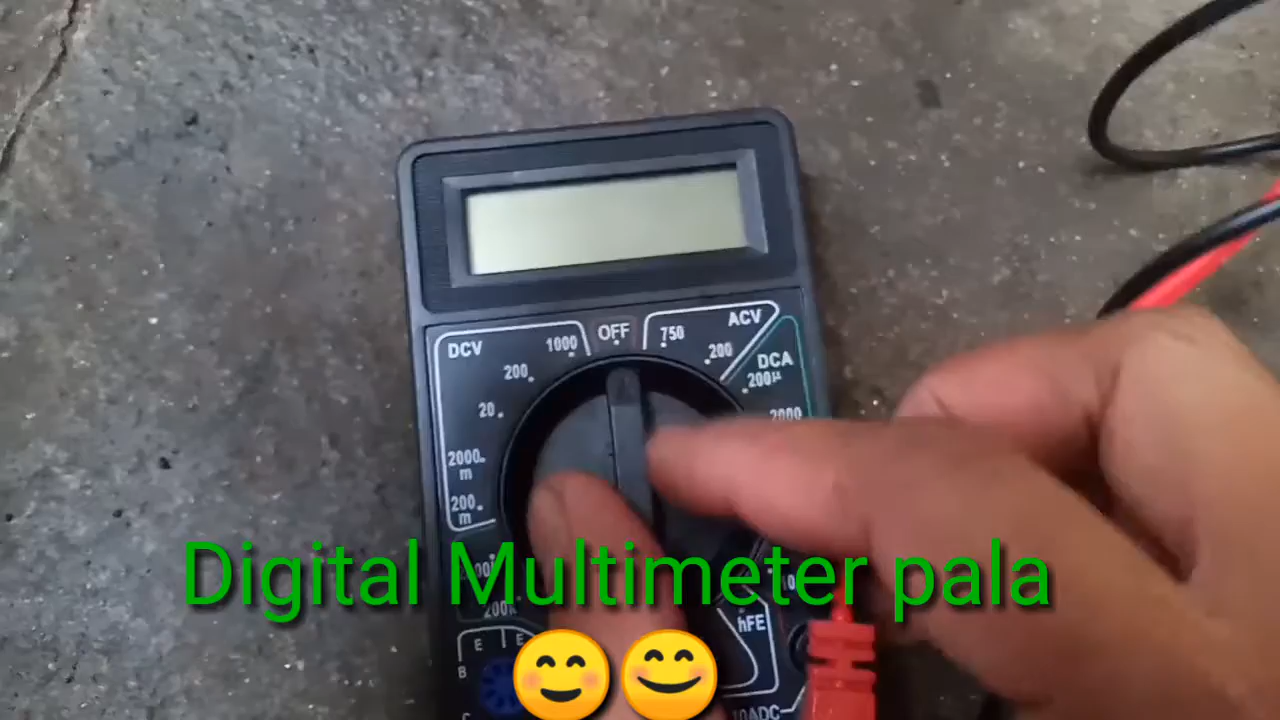 OFF
DCV
1000
750
ACV
200
200
DCA
200µ
20
2000
2000
m
200
m
Digital Multimeter pala
200k
hFE
E
E
B
C
10ADC
😊😊